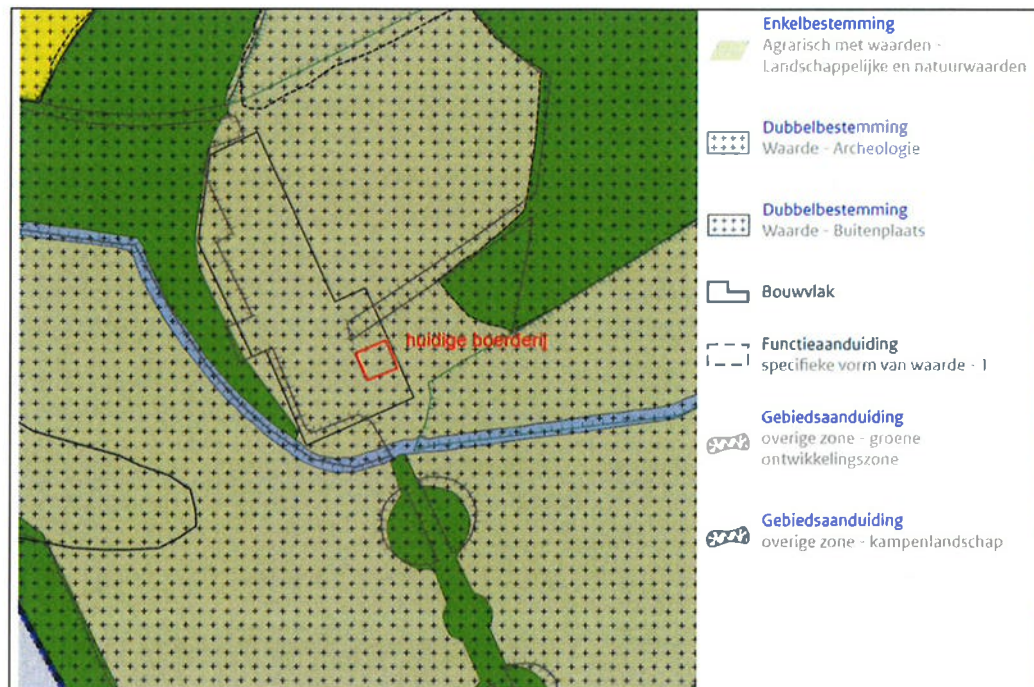 Enkelbestemming
Agrarisch met waarden -
Landschappelijke en natuurwaarden
Dubbelbestemming
Waarde - Archeologie
Dubbelbestemming
Waarde - Buitenplaats
Bouwvlak
huidige boerderij
Functieaanduiding
specifieke vorm van waarde - 1
Gebiedsaanduiding
overige zone - groene
ontwikkelingszone
Gebiedsaanduiding
overige zone - kampenlandschap